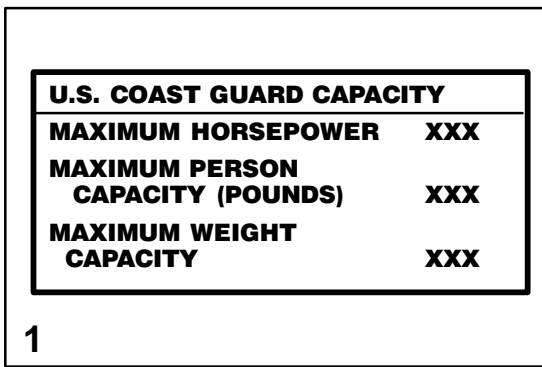 U.S. COAST GUARD CAPACITY
MAXIMUM HORSEPOWER XXX
MAXIMUM PERSON
CAPACITY (POUNDS) XXX
MAXIMUM WEIGHT
CAPACITY XXX
1